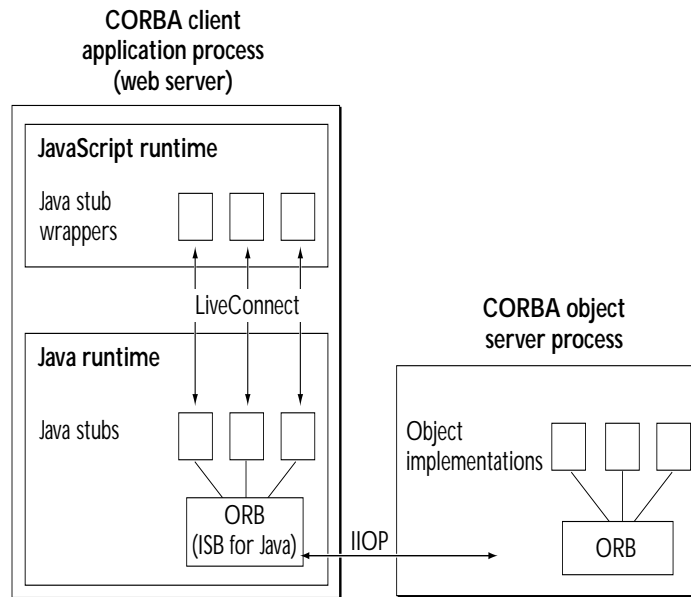 CORBA client
application process
(web server)
JavaScript runtime
Java stub
wrappers
LiveConnect
Java runtime
Java stubs
ORB
(ISB for Java)
IIOP
CORBA object
server process
Object
implementations
ORB